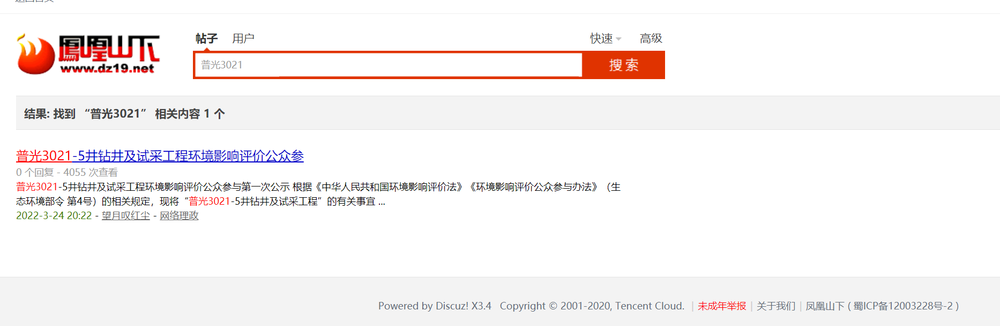 帖子 用户 快速 高级
鳳凰山下
www.dz19.net
普光3021 搜索
结果: 找到 “普光3021” 相关内容 1 个
普光3021-5井钻井及试采工程环境影响评价公众参
0 个回复 - 4055 次查看
普光3021-5井钻井及试采工程环境影响评价公众参与第一次公示 根据《中华人民共和国环境影响评价法》《环境影响评价公众参与办法》（生
态环境部令 第4号）的相关规定，现将“普光3021-5井钻井及试采工程”的有关事宜 ...
2022-3-24 20:22 - 望月叹红尘 - 网络理政
Powered by Discuz! X3.4 Copyright © 2001-2020, Tencent Cloud. | 未成年举报 | 关于我们 | 凤凰山下 ( 蜀ICP备12003228号-2 )